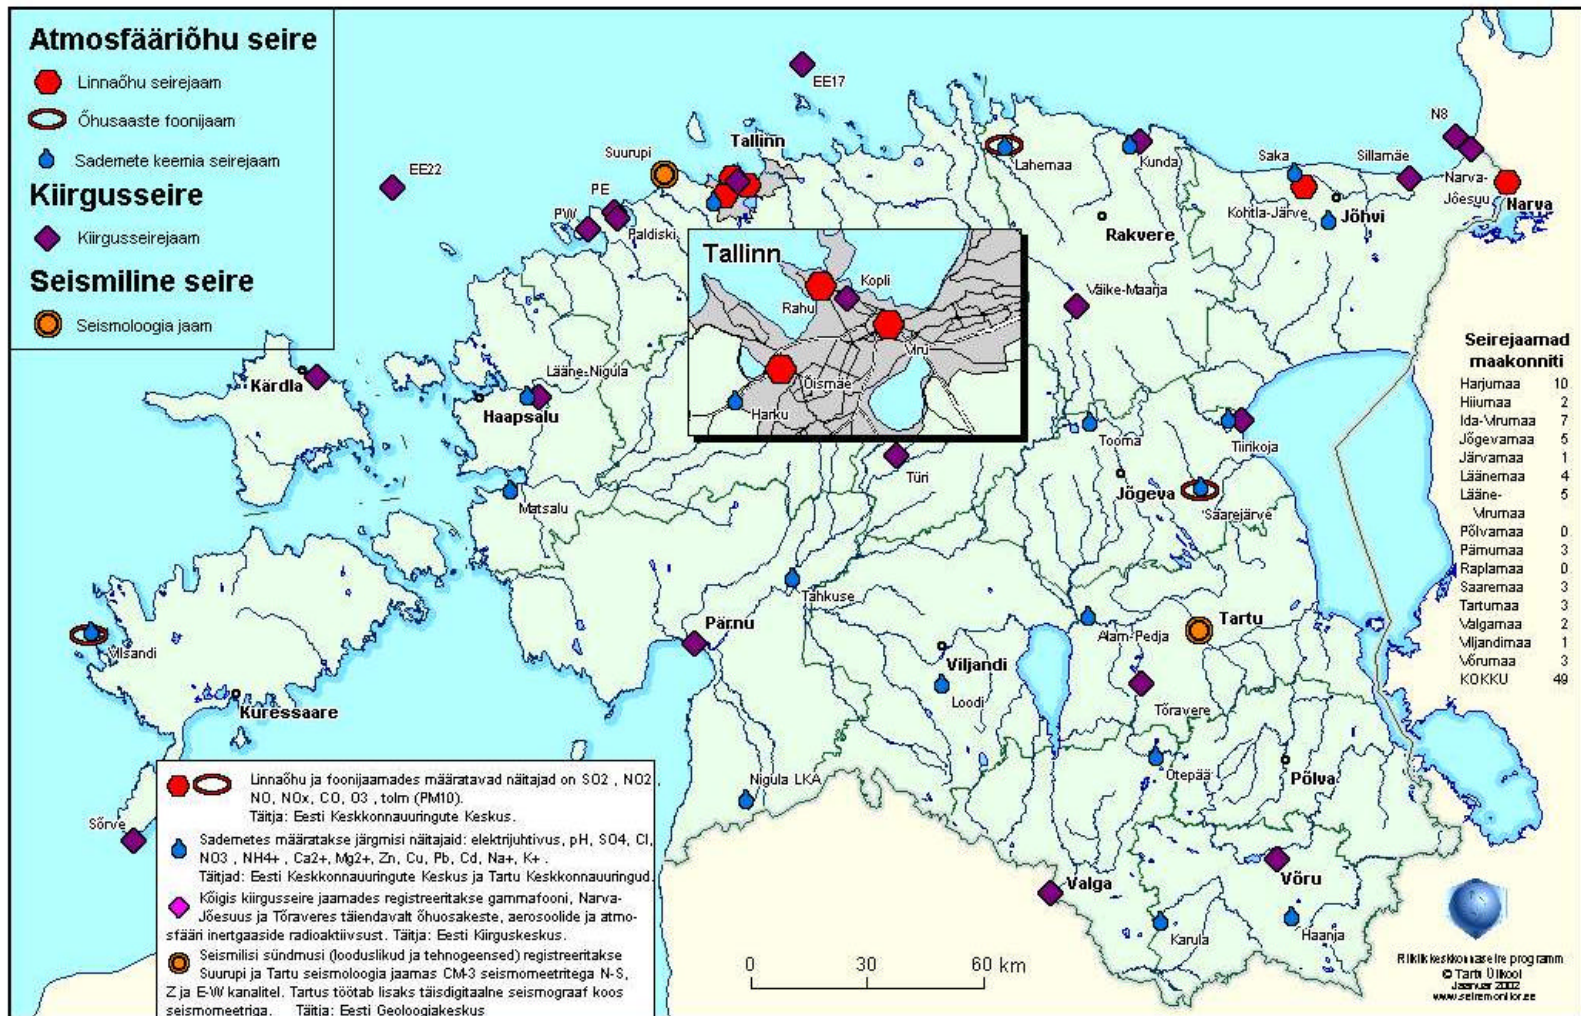 Atmosfääriõhu seire
Linnaõhu seirejaam
Õhusaaste foonijaam
Sademete keemia seirejaam
Kiirgusseire
Kiirgusseirejaam
Seismiline seire
Seismoloogia jaam
EE17
EE22
Suurupi
Tallinn
PE
PW
Paldiski
Lahemaa
Kunda
Saka
Sillamäe
N8
Narva-
Jõesuu
Narva
Kohtla-Järve
Jõhvi
Rakvere
Väike-Maarja
Tallinn
Kopli
Rahu
Viru
Õismäe
Harku
Kärdla
Lääne-Nigula
Haapsalu
Matsalu
Türi
Tooma
Tiirikoja
Jõgeva
Saarejärve
Tahkuse
Pärnu
Alam-Pedja
Tartu
Viljandi
Loodi
Tõravere
Vilsandi
Kuressaare
Sõrve
Nigula LKA
Otepää
Põlva
Valga
Võru
Karula
Haanja
Seirejaamad
maakonniti
Harjumaa 10
Hiiumaa 2
Ida-Virumaa 7
Jõgevamaa 5
Järvamaa 1
Läänemaa 4
Lääne- 5
Virumaa
Põlvamaa 0
Pärnumaa 3
Raplamaa 0
Saaremaa 3
Tartumaa 3
Valgamaa 2
Viljandimaa 1
Võrumaa 3
KOKKU 49
Linnaõhu ja foonijaamades määratavad näitajad on SO2 , NO2 ,
NO, NOx, CO, O3 , tolm (PM10).
Täitja: Eesti Keskkonnauuringute Keskus.
Sademetes määratakse järgmisi näitajaid: elektrijuhtivus, pH, SO4, Cl,
NO3 , NH4+ , Ca2+, Mg2+, Zn, Cu, Pb, Cd, Na+, K+ .
Täitjad: Eesti Keskkonnauuringute Keskus ja Tartu Keskkonnauuringud.
Kõigis kiirgusseire jaamades registreeritakse gammafooni, Narva-
Jõesuus ja Tõraveres täiendavalt õhuosakeste, aerosoolide ja atmo-
sfääri inertgaaside radioaktiivsust. Täitja: Eesti Kiirguskeskus.
Seismilisi sündmusi (looduslikud ja tehnogeensed) registreeritakse
Suurupi ja Tartu seismoloogia jaamas CM-3 seismomeetritega N-S,
Z ja E-W kanalitel. Tartus töötab lisaks täisdigitaalne seismograaf koos
seismomeetriga. Täitja: Eesti Geoloogiakeskus
0 30 60 km
Riiklik keskkonnaseire programm
© Tartu Ülikool
Jaanuar 2002
www.seiremonitor.ee